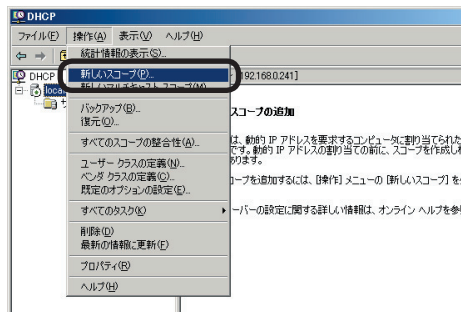 DHCP
ファイル(F) 操作(A) 表示(V) ヘルプ(H)
統計情報の表示(S)...
DHCP
新しいスコープ(P)...
[192.168.0.241]
local
新しいマルチキャスト スコープ(M)...
サ
バックアップ(B)...
復元(O)...
スコープの追加
すべてのスコープの整合性(A)...
は、動的 IP アドレスを要求するコンピュータに割り当てられた
ユーザー クラスの定義(N)...
です。動的 IP アドレスの割り当ての前に、スコープを作成し
あります。
ベンダ クラスの定義(C)...
既定のオプションの設定(E)...
コープを追加するには、[操作] メニューの [新しいスコープ] を
すべてのタスク(K)
ーバーの設定に関する詳しい情報は、オンライン ヘルプを参
削除(D)
最新の情報に更新(F)
プロパティ(R)
ヘルプ(H)